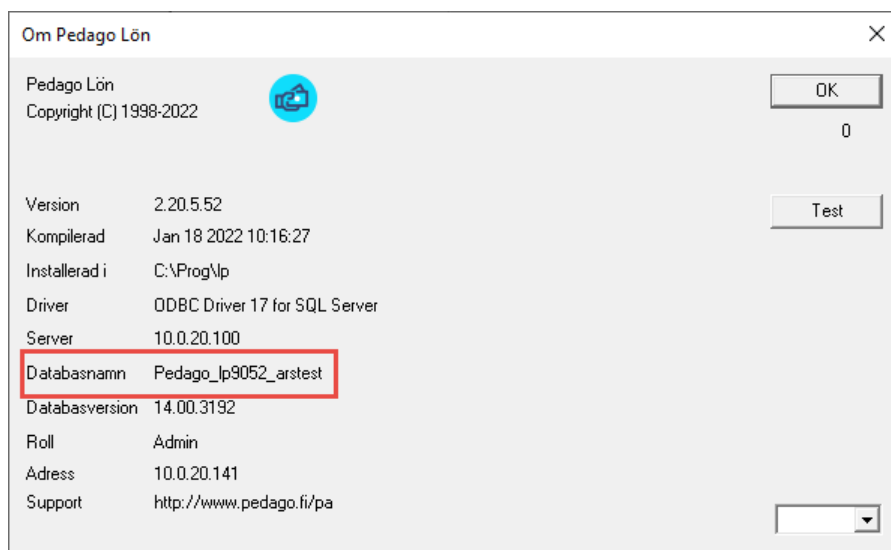 Om Pedago Lön
Pedago Lön
Copyright (C) 1998-2022
OK
0
Version 2.20.5.52
Test
Kompilerad Jan 18 2022 10:16:27
Installerad i C:\Prog\lp
Driver ODBC Driver 17 for SQL Server
Server 10.0.20.100
Databasnamn Pedago_lp9052_arstest
Databasversion 14.00.3192
Roll Admin
Adress 10.0.20.141
Support http://www.pedago.fi/pa